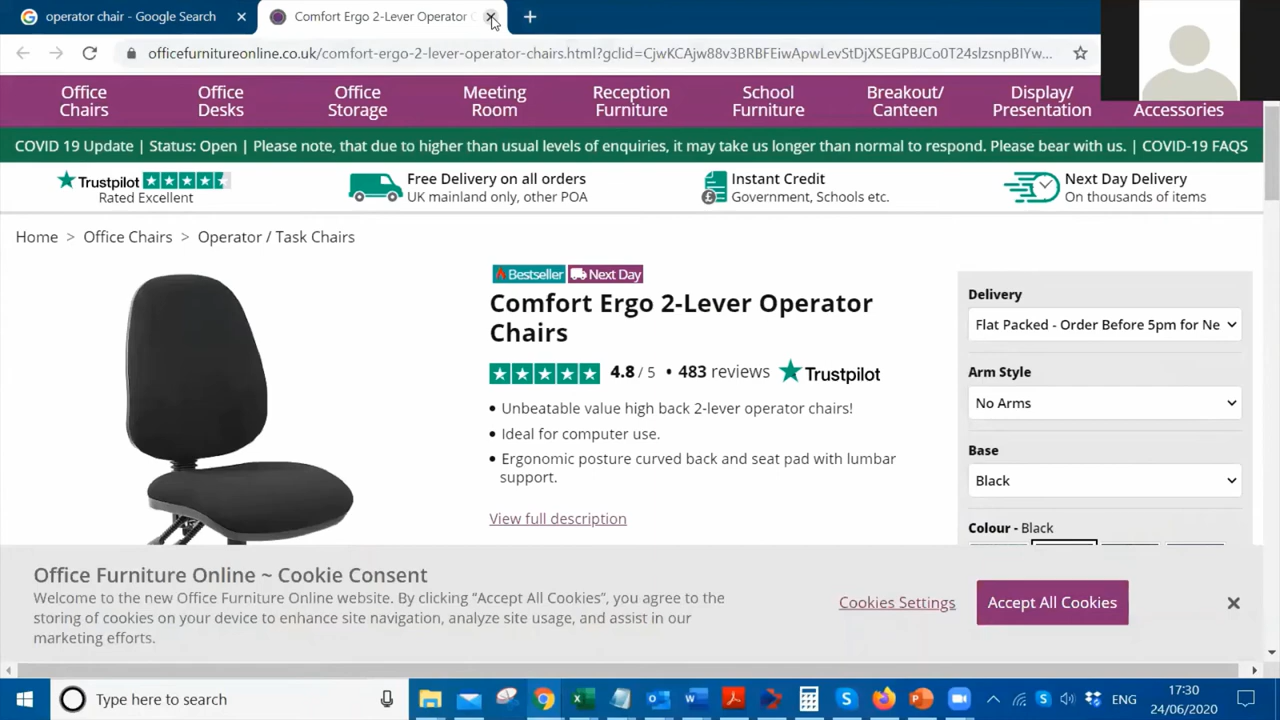 operator chair - Google Search
Comfort Ergo 2-Lever Operator
officefurnitureonline.co.uk/comfort-ergo-2-lever-operator-chairs.html?gclid=CjwKCAjw88v3BRBFEiwApwLevStDjXSEGPBJCo0T24slzsnpBIYw...
Office Chairs
Office Desks
Office Storage
Meeting Room
Reception Furniture
School Furniture
Breakout/ Canteen
Display/ Presentation
Accessories
COVID 19 Update | Status: Open | Please note, that due to higher than usual levels of enquiries, it may take us longer than normal to respond. Please bear with us. | COVID-19 FAQS
Trustpilot
Rated Excellent
Free Delivery on all orders
UK mainland only, other POA
Instant Credit
Government, Schools etc.
Next Day Delivery
On thousands of items
Home > Office Chairs > Operator / Task Chairs
Bestseller Next Day
Comfort Ergo 2-Lever Operator
Chairs
4.8 / 5 • 483 reviews Trustpilot
• Unbeatable value high back 2-lever operator chairs!
• Ideal for computer use.
• Ergonomic posture curved back and seat pad with lumbar
support.
View full description
Delivery
Flat Packed - Order Before 5pm for Ne
Arm Style
No Arms
Base
Black
Colour - Black
Office Furniture Online ~ Cookie Consent
Welcome to the new Office Furniture Online website. By clicking “Accept All Cookies”, you agree to the
storing of cookies on your device to enhance site navigation, analyze site usage, and assist in our
marketing efforts.
Cookies Settings
Accept All Cookies
Type here to search
ENG
17:30
24/06/2020